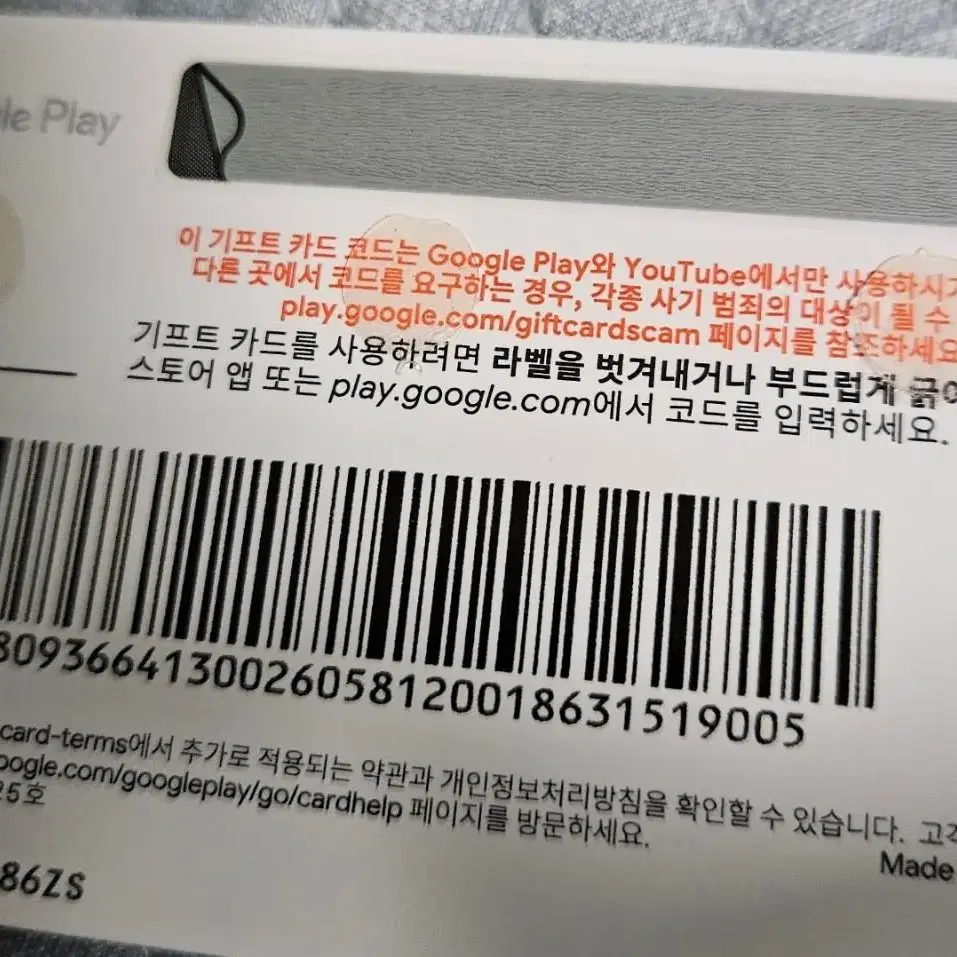 le Play
이 기프트 카드 코드는 Google Play와 YouTube에서만 사용하시기
다른 곳에서 코드를 요구하는 경우, 각종 사기 범죄의 대상이 될 수
play.google.com/giftcardscam 페이지를 참조하세요
기프트 카드를 사용하려면 라벨을 벗겨내거나 부드럽게 긁어
스토어 앱 또는 play.google.com에서 코드를 입력하세요.
8093664130026058120018631519005
card-terms에서 추가로 적용되는 약관과 개인정보처리방침을 확인할 수 있습니다. 고객
oogle.com/googleplay/go/cardhelp 페이지를 방문하세요.
25호
Made
86ZS